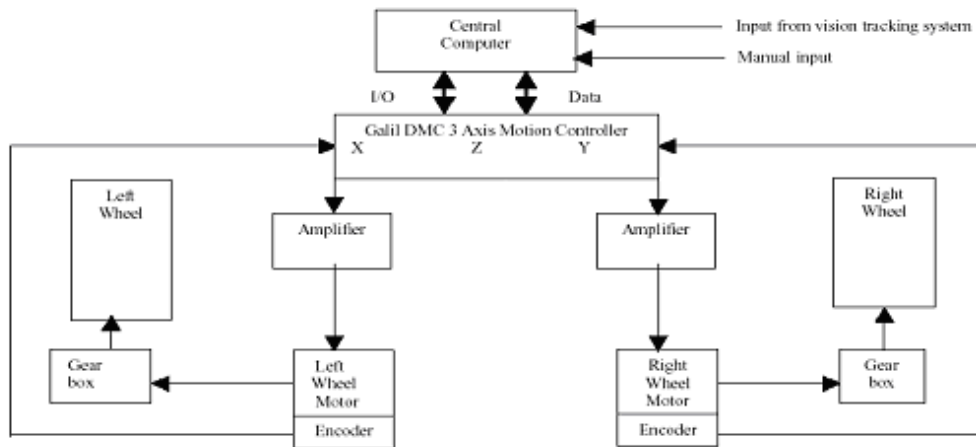 Central
Computer
Input from vision tracking system
Manual input
I/O
Data
Galil DMC 3 Axis Motion Controller
X Z Y
Left
Wheel
Amplifier
Amplifier
Right
Wheel
Gear
box
Left
Wheel
Motor
Encoder
Right
Wheel
Motor
Encoder
Gear
box